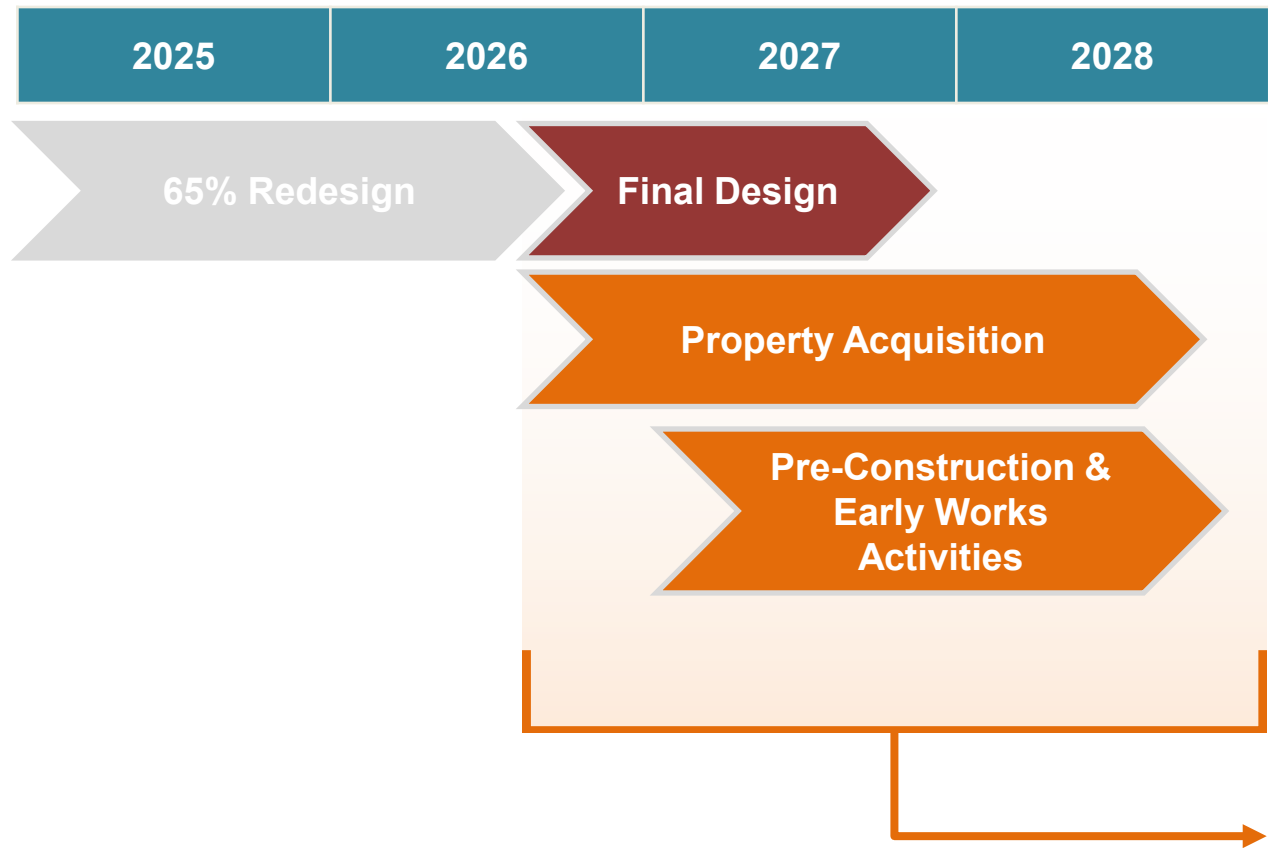 2025 2026 2027 2028
65% Redesign
Final Design
Property Acquisition
Pre-Construction &
Early Works
Activities